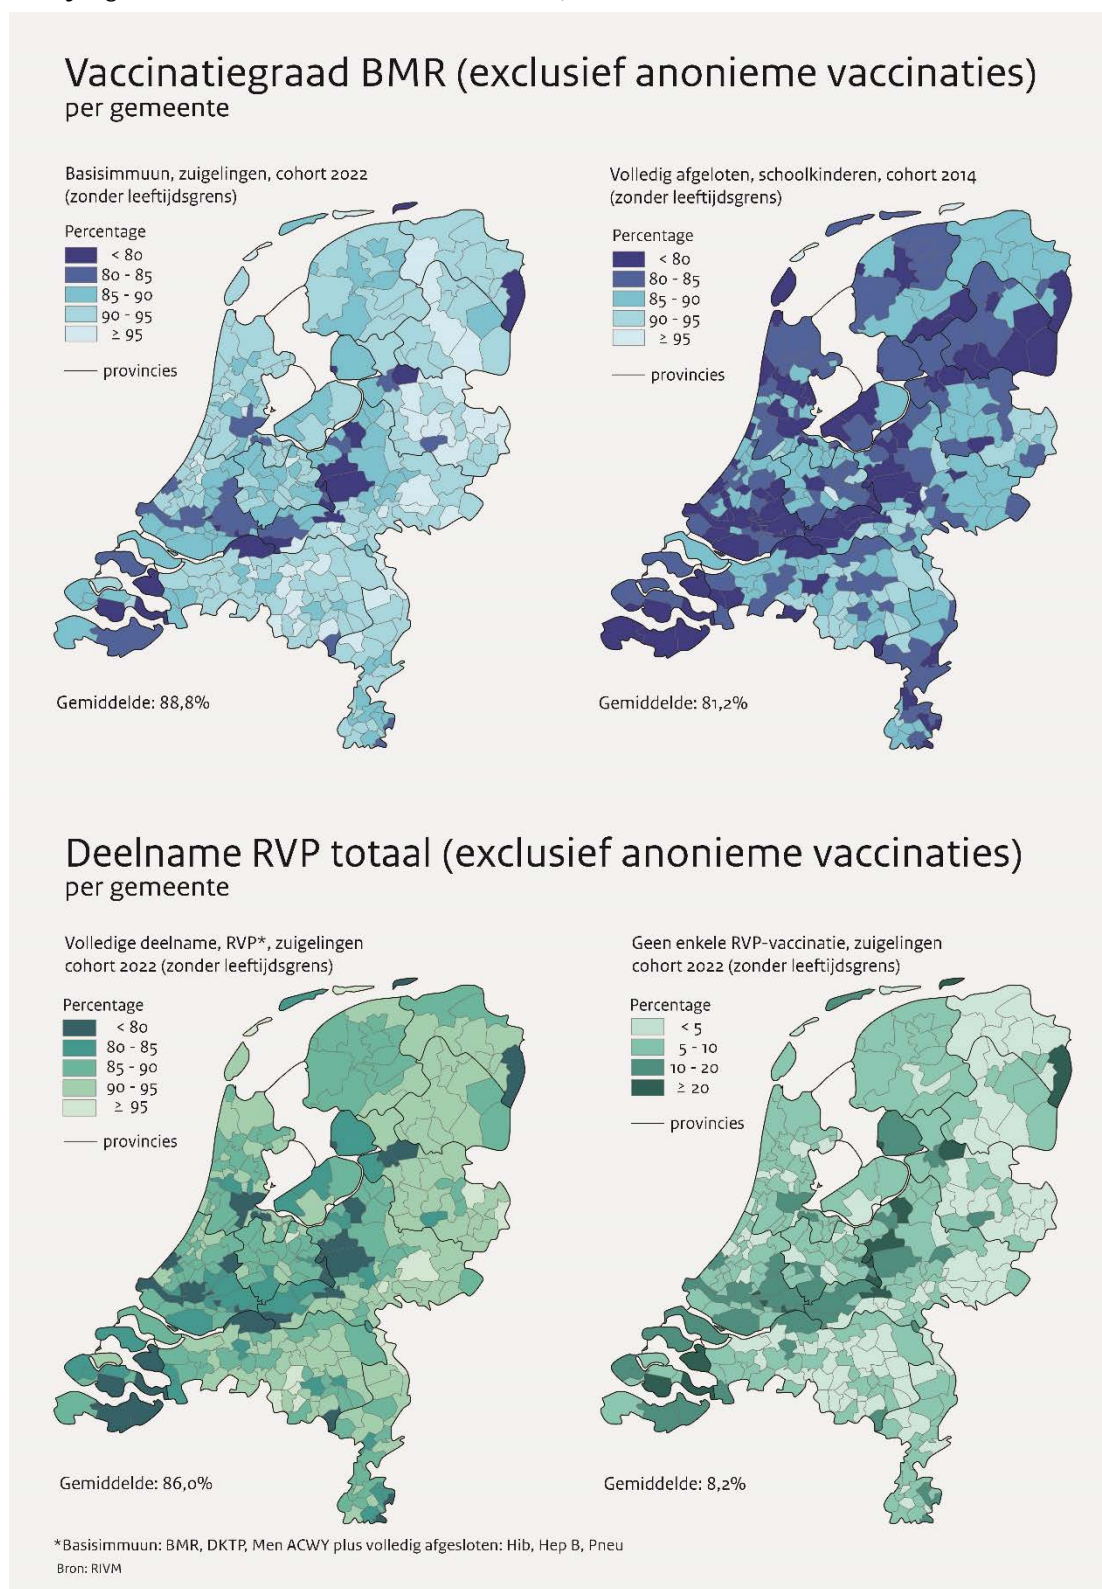 Vaccinatiegraad BMR (exclusief anonieme vaccinaties)
per gemeente
Basisimmuun, zuigelingen, cohort 2022
(zonder leeftijdsgrens)
Percentage
< 80
80 - 85
85 - 90
90 - 95
≥ 95
provincies
Gemiddelde: 88,8%
Volledig afgeloten, schoolkinderen, cohort 2014
(zonder leeftijdsgrens)
Percentage
< 80
80 - 85
85 - 90
90 - 95
≥ 95
provincies
Gemiddelde: 81,2%
Deelname RVP totaal (exclusief anonieme vaccinaties)
per gemeente
Volledige deelname, RVP*, zuigelingen
cohort 2022 (zonder leeftijdsgrens)
Percentage
< 80
80 - 85
85 - 90
90 - 95
≥ 95
provincies
Gemiddelde: 86,0%
Geen enkele RVP-vaccinatie, zuigelingen
cohort 2022 (zonder leeftijdsgrens)
Percentage
< 5
5 - 10
10 - 20
≥ 20
provincies
Gemiddelde: 8,2%
*Basisimmuun: BMR, DKTP, Men ACWY plus volledig afgesloten: Hib, Hep B, Pneu
Bron: RIVM